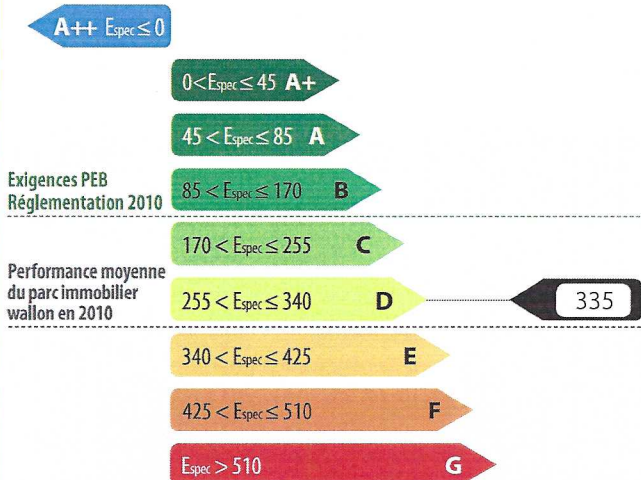 A++ Espec ≤ 0
0 < Espec ≤ 45 A+
45 < Espec ≤ 85 A
Exigences PEB
Réglementation 2010
85 < Espec ≤ 170 B
170 < Espec ≤ 255 C
Performance moyenne
du parc immobilier
wallon en 2010
255 < Espec ≤ 340 D
335
340 < Espec ≤ 425 E
425 < Espec ≤ 510 F
Espec > 510 G